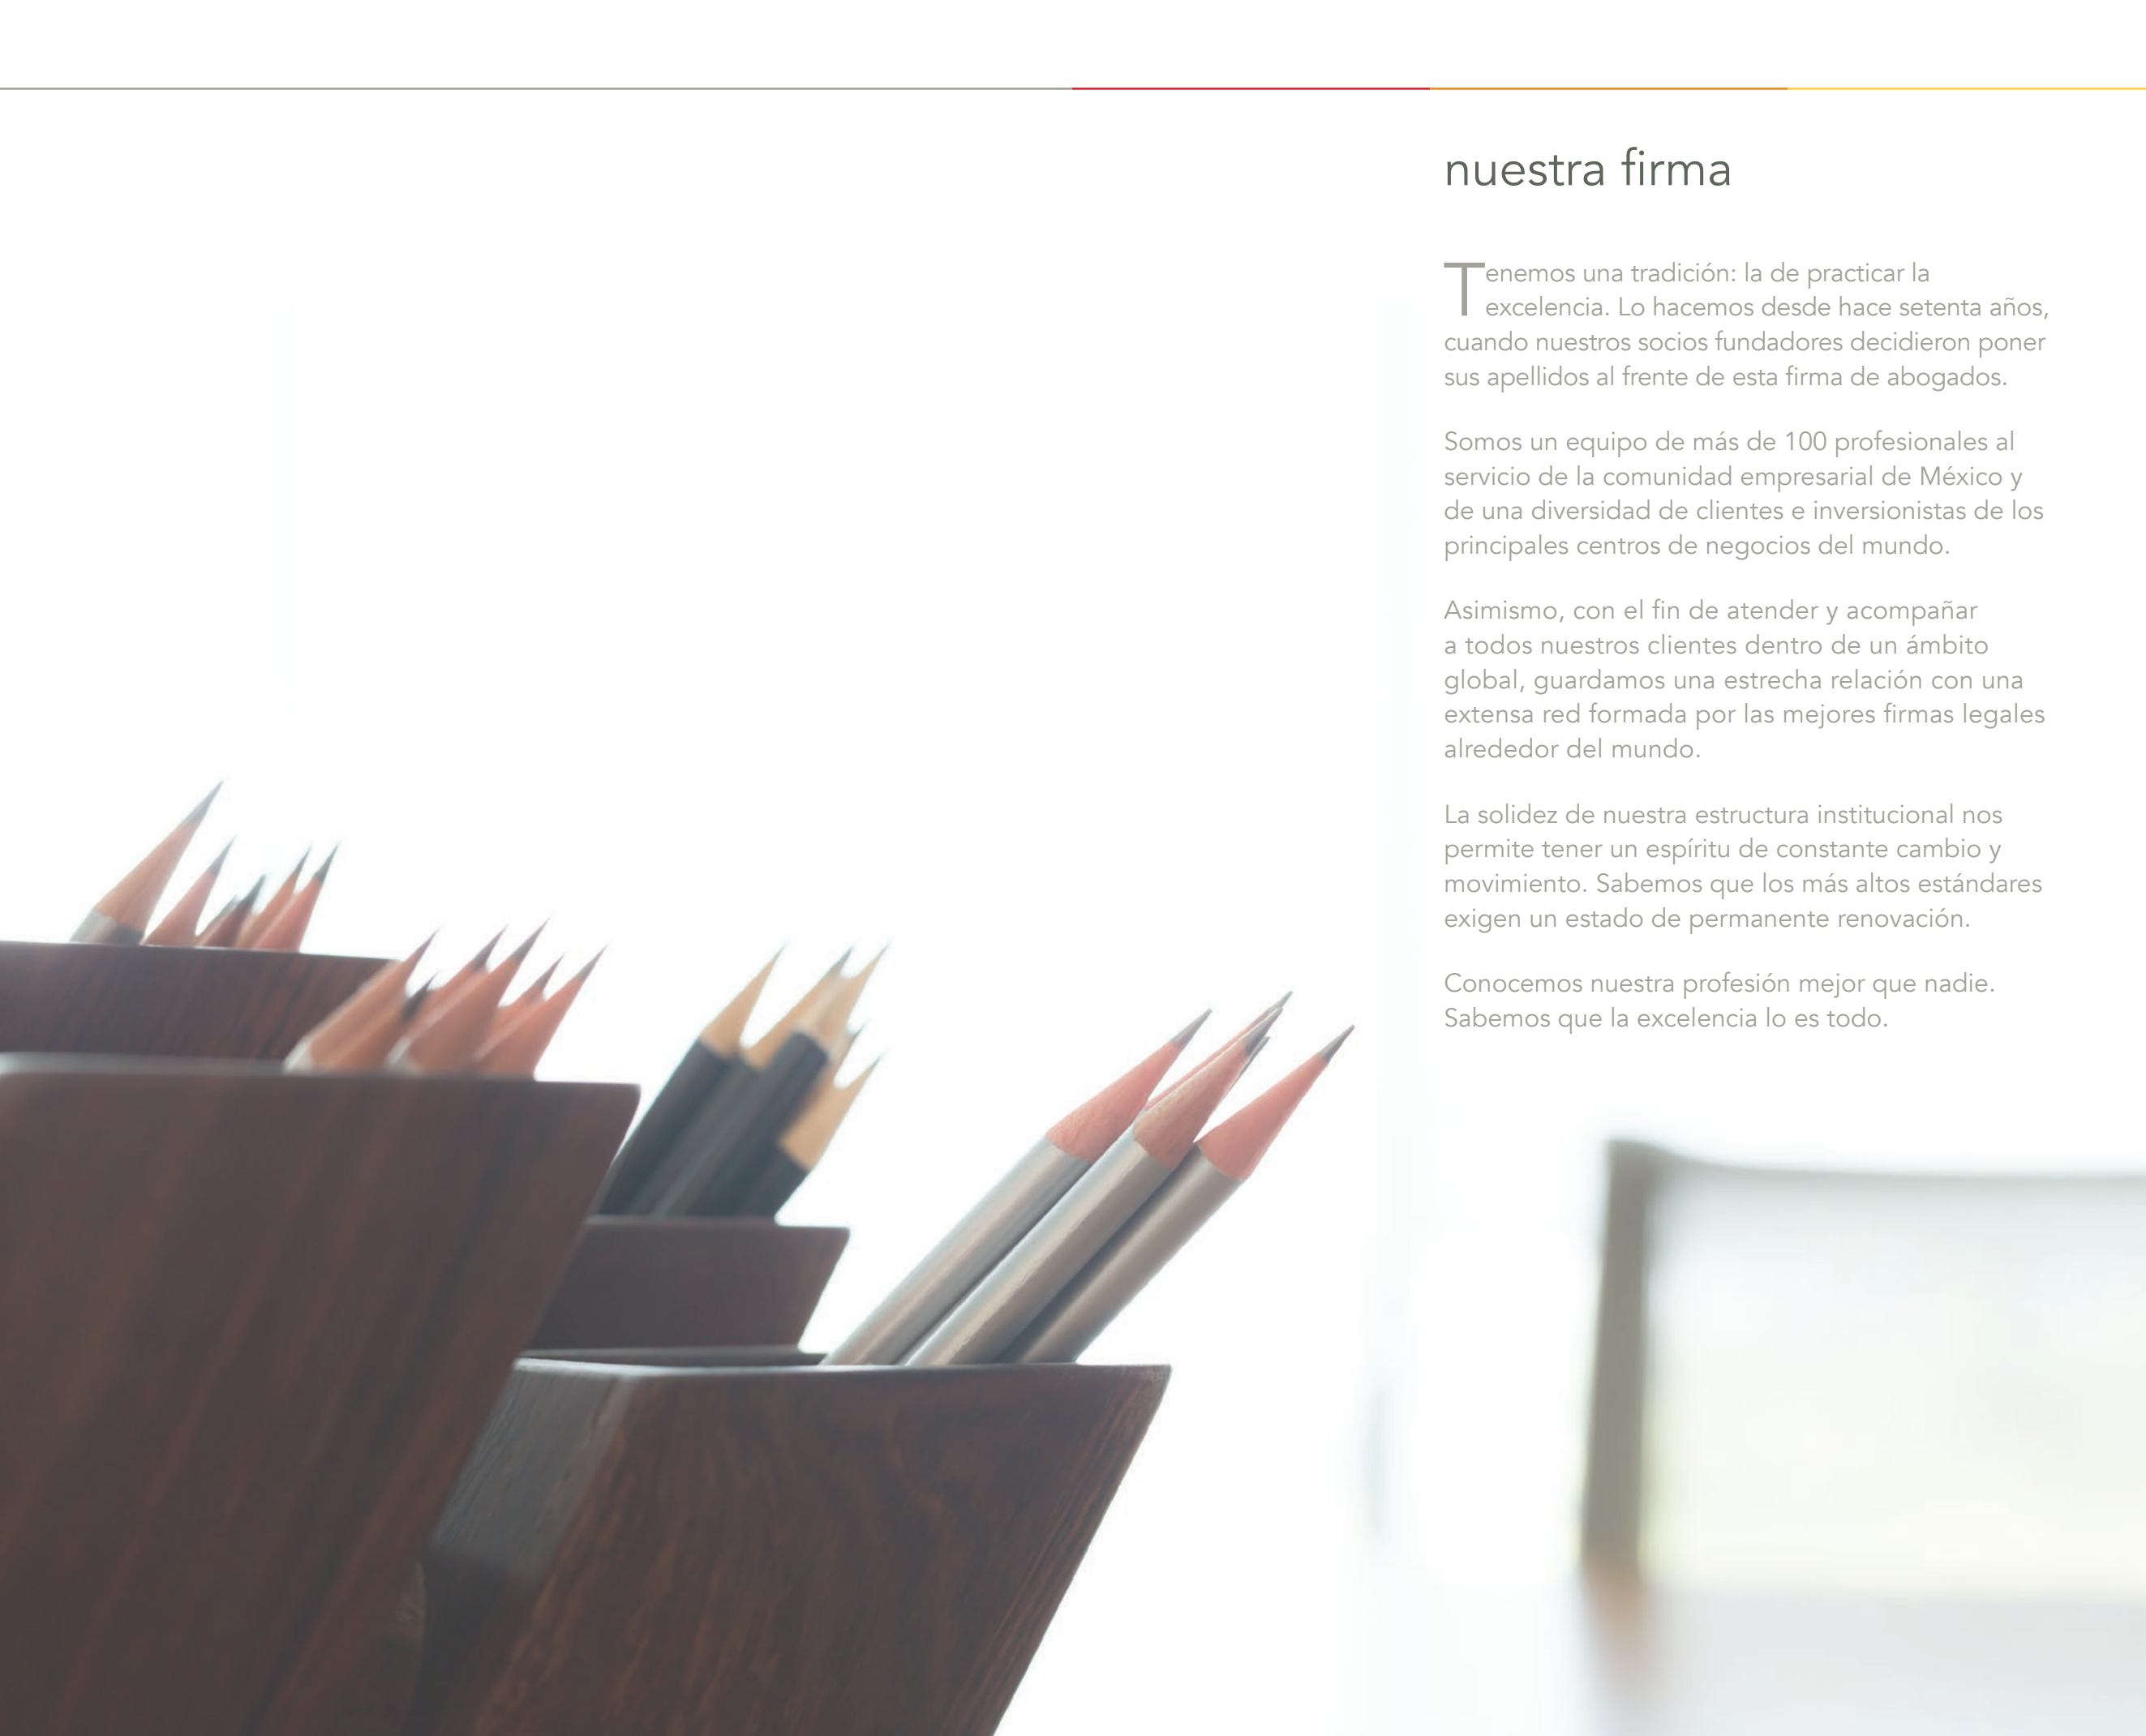 nuestra firma
Tenemos una tradición: la de practicar la
excelencia. Lo hacemos desde hace setenta años,
cuando nuestros socios fundadores decidieron poner
sus apellidos al frente de esta firma de abogados.
Somos un equipo de más de 100 profesionales al
servicio de la comunidad empresarial de México y
de una diversidad de clientes e inversionistas de los
principales centros de negocios del mundo.
Asimismo, con el fin de atender y acompañar
a todos nuestros clientes dentro de un ámbito
global, guardamos una estrecha relación con una
extensa red formada por las mejores firmas legales
alrededor del mundo.
La solidez de nuestra estructura institucional nos
permite tener un espíritu de constante cambio y
movimiento. Sabemos que los más altos estándares
exigen un estado de permanente renovación.
Conocemos nuestra profesión mejor que nadie.
Sabemos que la excelencia lo es todo.